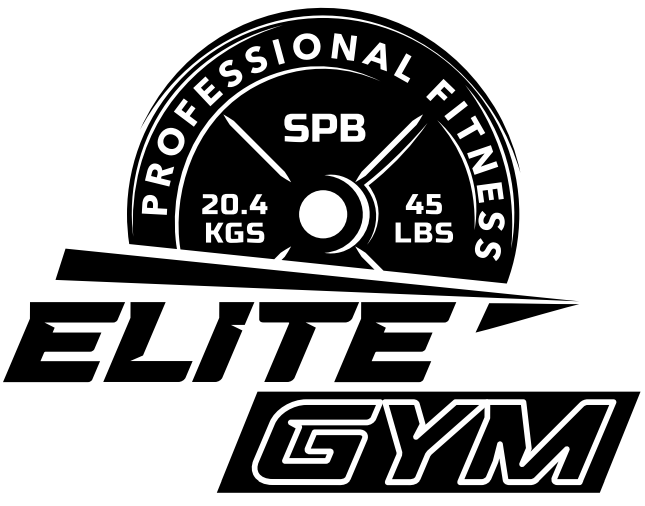 PROFESSIONAL FITNESS
SPB
20.4 KGS
45 LBS
ELITE
GYM